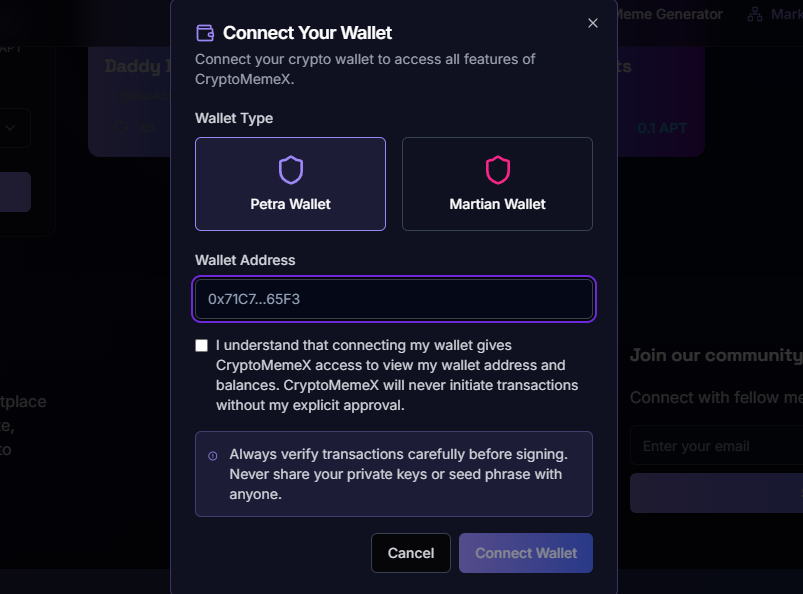 Meme Generator
Mark
APT
Connect Your Wallet
Connect your crypto wallet to access all features of
CryptoMemeX.
Daddy
ts
0.1 APT
Wallet Type
Petra Wallet
Martian Wallet
Wallet Address
0x71C7...65F3
I understand that connecting my wallet gives
CryptoMemeX access to view my wallet address and
balances. CryptoMemeX will never initiate transactions
without my explicit approval.
Always verify transactions carefully before signing.
Never share your private keys or seed phrase with
anyone.
Cancel
Connect Wallet
tplace
e,
to
Join our community
Connect with fellow me
Enter your email